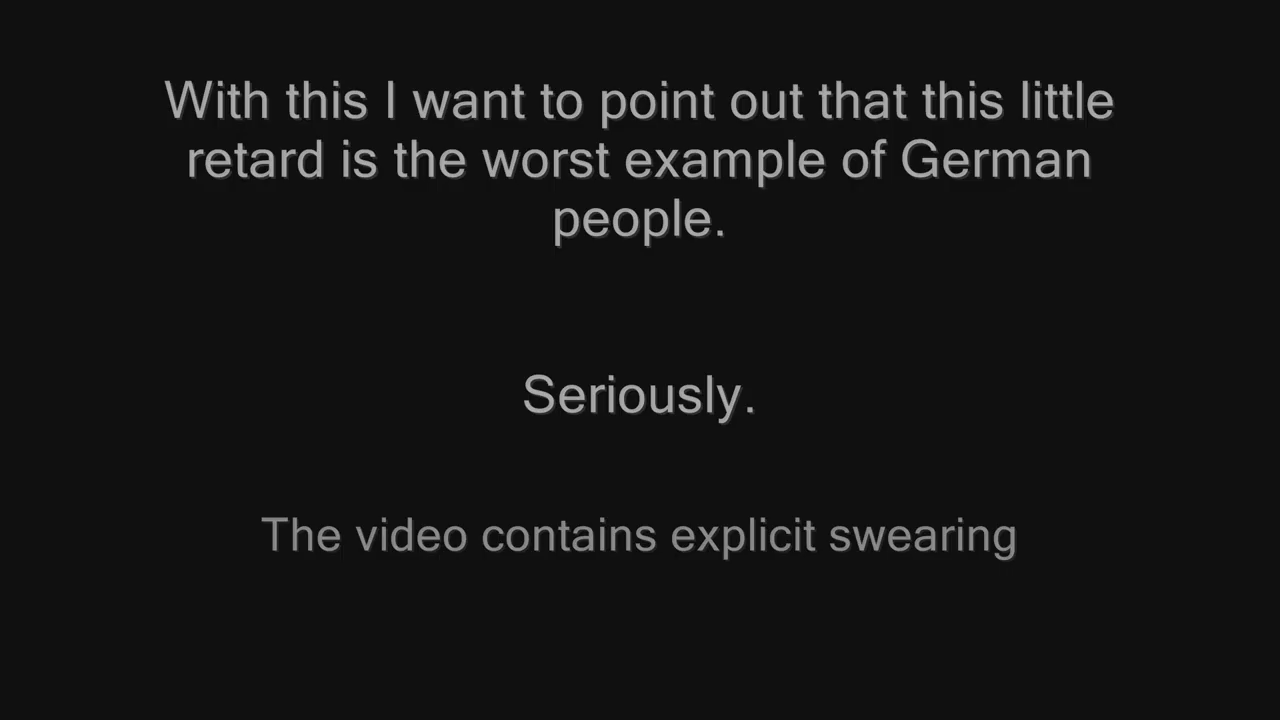 With this I want to point out that this little
retard is the worst example of German
people.
Seriously.
The video contains explicit swearing